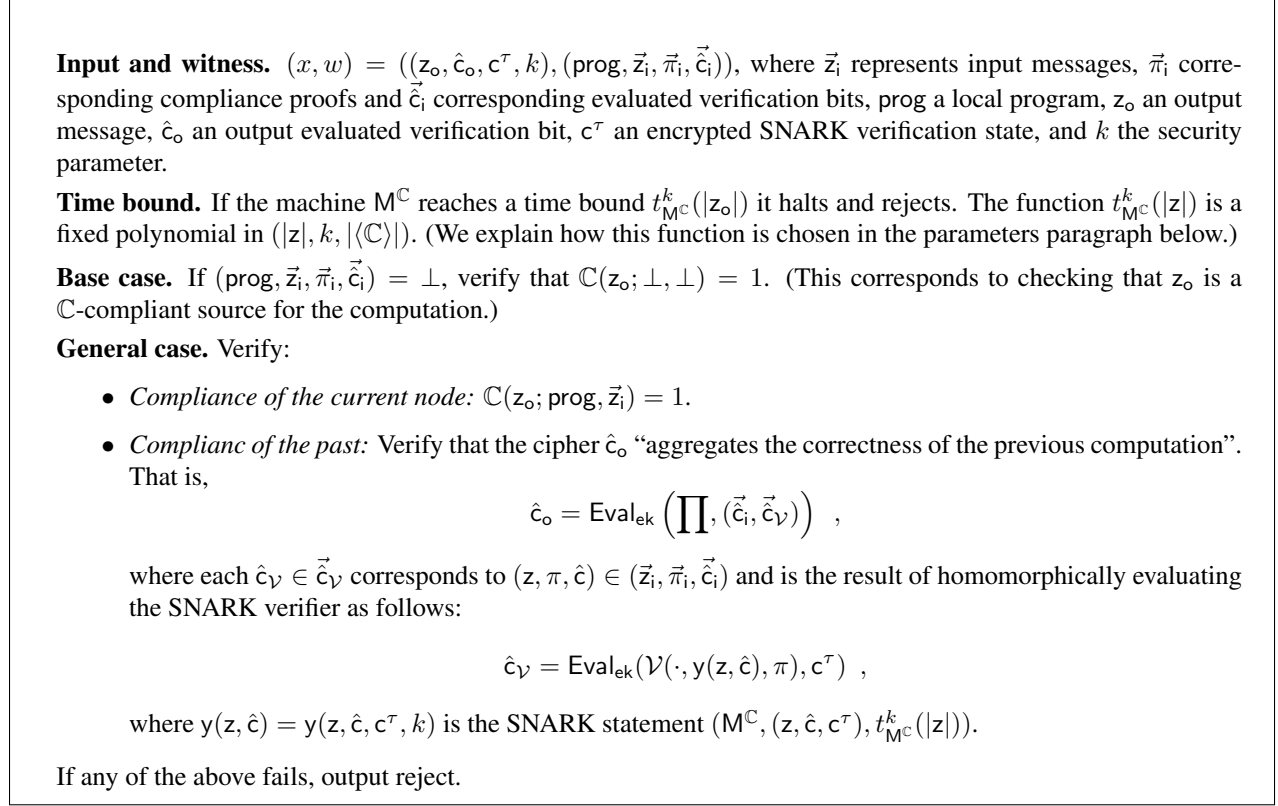 Input and witness. (x, w) = ((z_o, ĉ_o, c^τ, k), (prog, z⃗_i, π⃗_i, ĉ⃗_i)), where z⃗_i represents input messages, π⃗_i corre-
sponding compliance proofs and ĉ⃗_i corresponding evaluated verification bits, prog a local program, z_o an output
message, ĉ_o an output evaluated verification bit, c^τ an encrypted SNARK verification state, and k the security
parameter.
Time bound. If the machine M^ℂ reaches a time bound t^k_{M^ℂ}(|z_o|) it halts and rejects. The function t^k_{M^ℂ}(|z|) is a
fixed polynomial in (|z|, k, |⟨ℂ⟩|). (We explain how this function is chosen in the parameters paragraph below.)
Base case. If (prog, z⃗_i, π⃗_i, ĉ⃗_i) = ⊥, verify that ℂ(z_o; ⊥, ⊥) = 1. (This corresponds to checking that z_o is a
ℂ-compliant source for the computation.)
General case. Verify:
• Compliance of the current node: ℂ(z_o; prog, z⃗_i) = 1.
• Complianc of the past: Verify that the cipher ĉ_o “aggregates the correctness of the previous computation”.
That is,
ĉ_o = Eval_ek (∏, (ĉ⃗_i, ĉ⃗_𝒱)) ,
where each ĉ_𝒱 ∈ ĉ⃗_𝒱 corresponds to (z, π, ĉ) ∈ (z⃗_i, π⃗_i, ĉ⃗_i) and is the result of homomorphically evaluating
the SNARK verifier as follows:
ĉ_𝒱 = Eval_ek(𝒱(·, y(z, ĉ), π), c^τ) ,
where y(z, ĉ) = y(z, ĉ, c^τ, k) is the SNARK statement (M^ℂ, (z, ĉ, c^τ), t^k_{M^ℂ}(|z|)).
If any of the above fails, output reject.